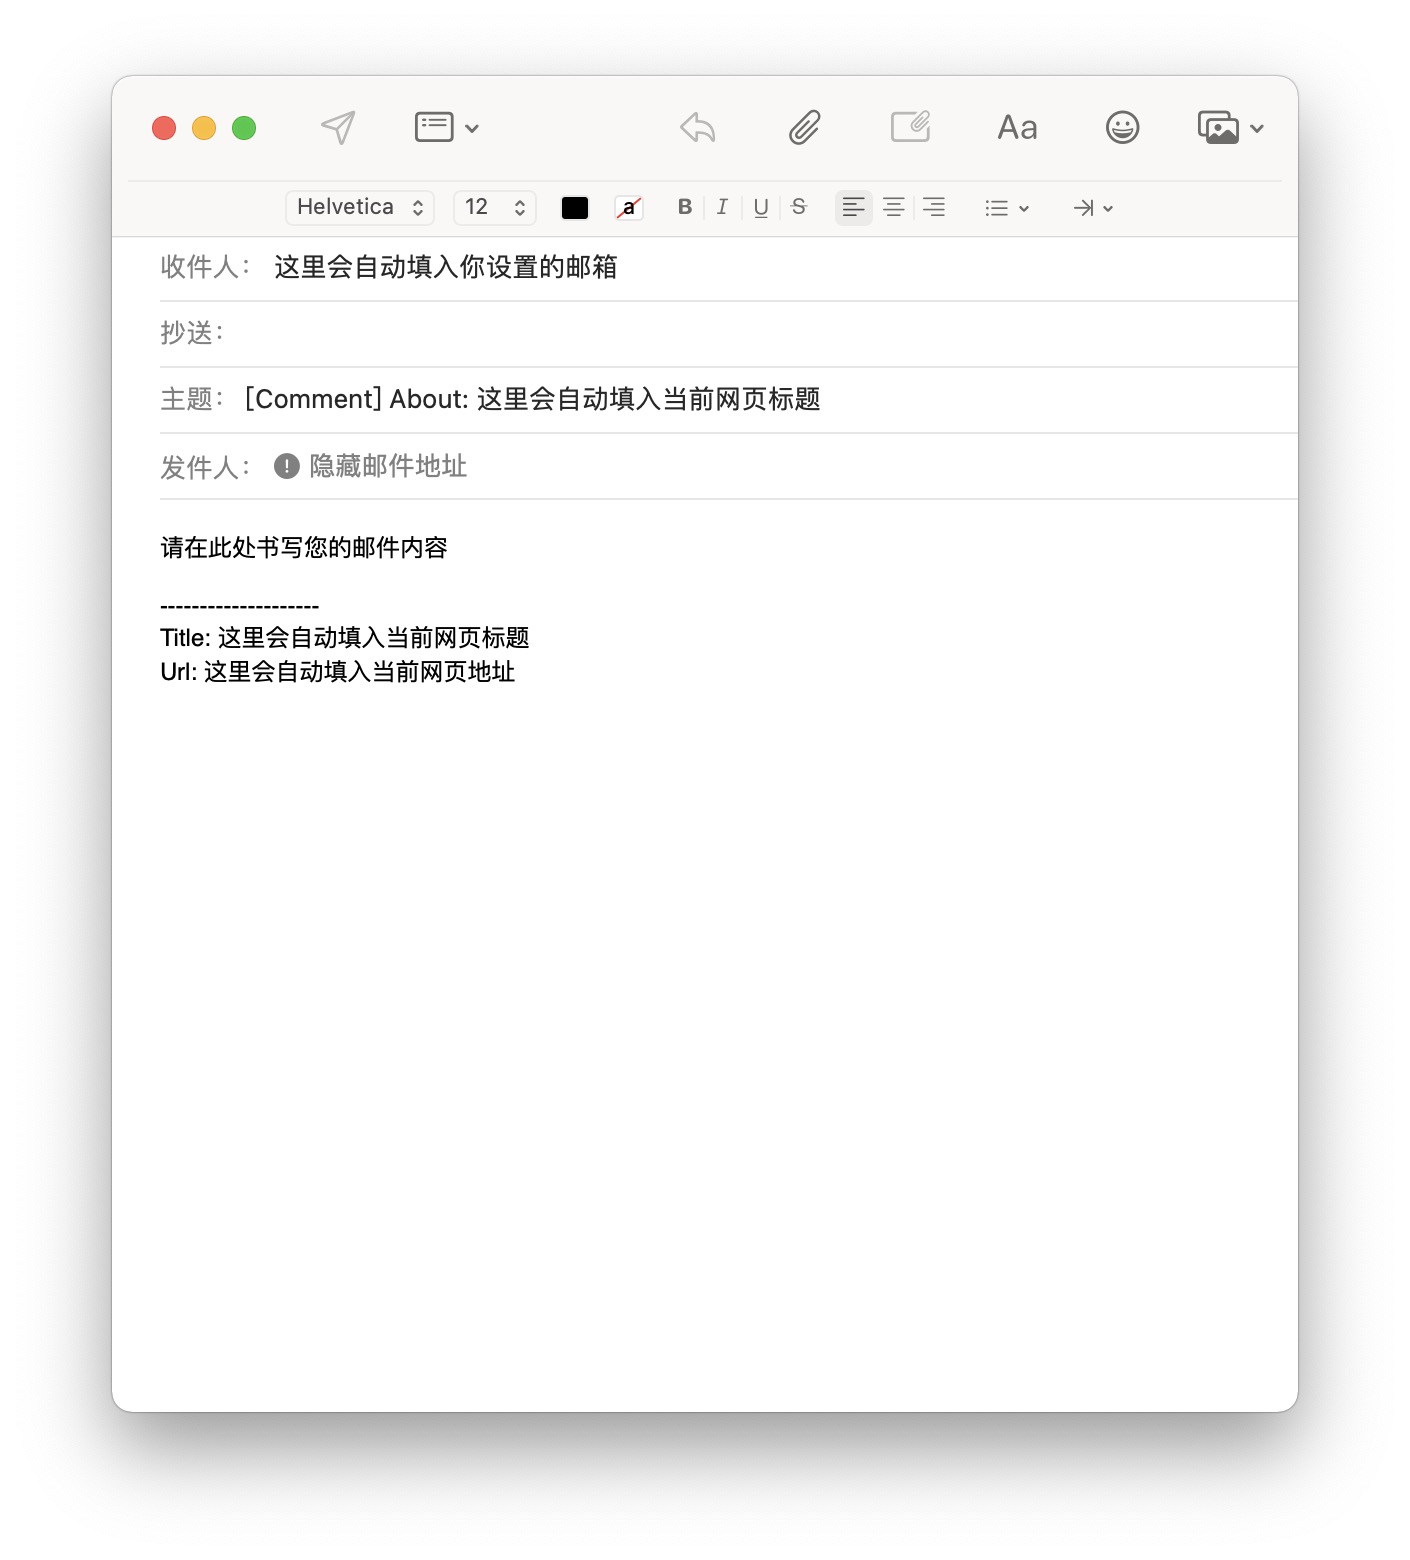 Aa
Helvetica 12 a B I U S
收件人： 这里会自动填入你设置的邮箱
抄送：
主题： [Comment] About: 这里会自动填入当前网页标题
发件人： ! 隐藏邮件地址
请在此处书写您的邮件内容
--------------------
Title: 这里会自动填入当前网页标题
Url: 这里会自动填入当前网页地址